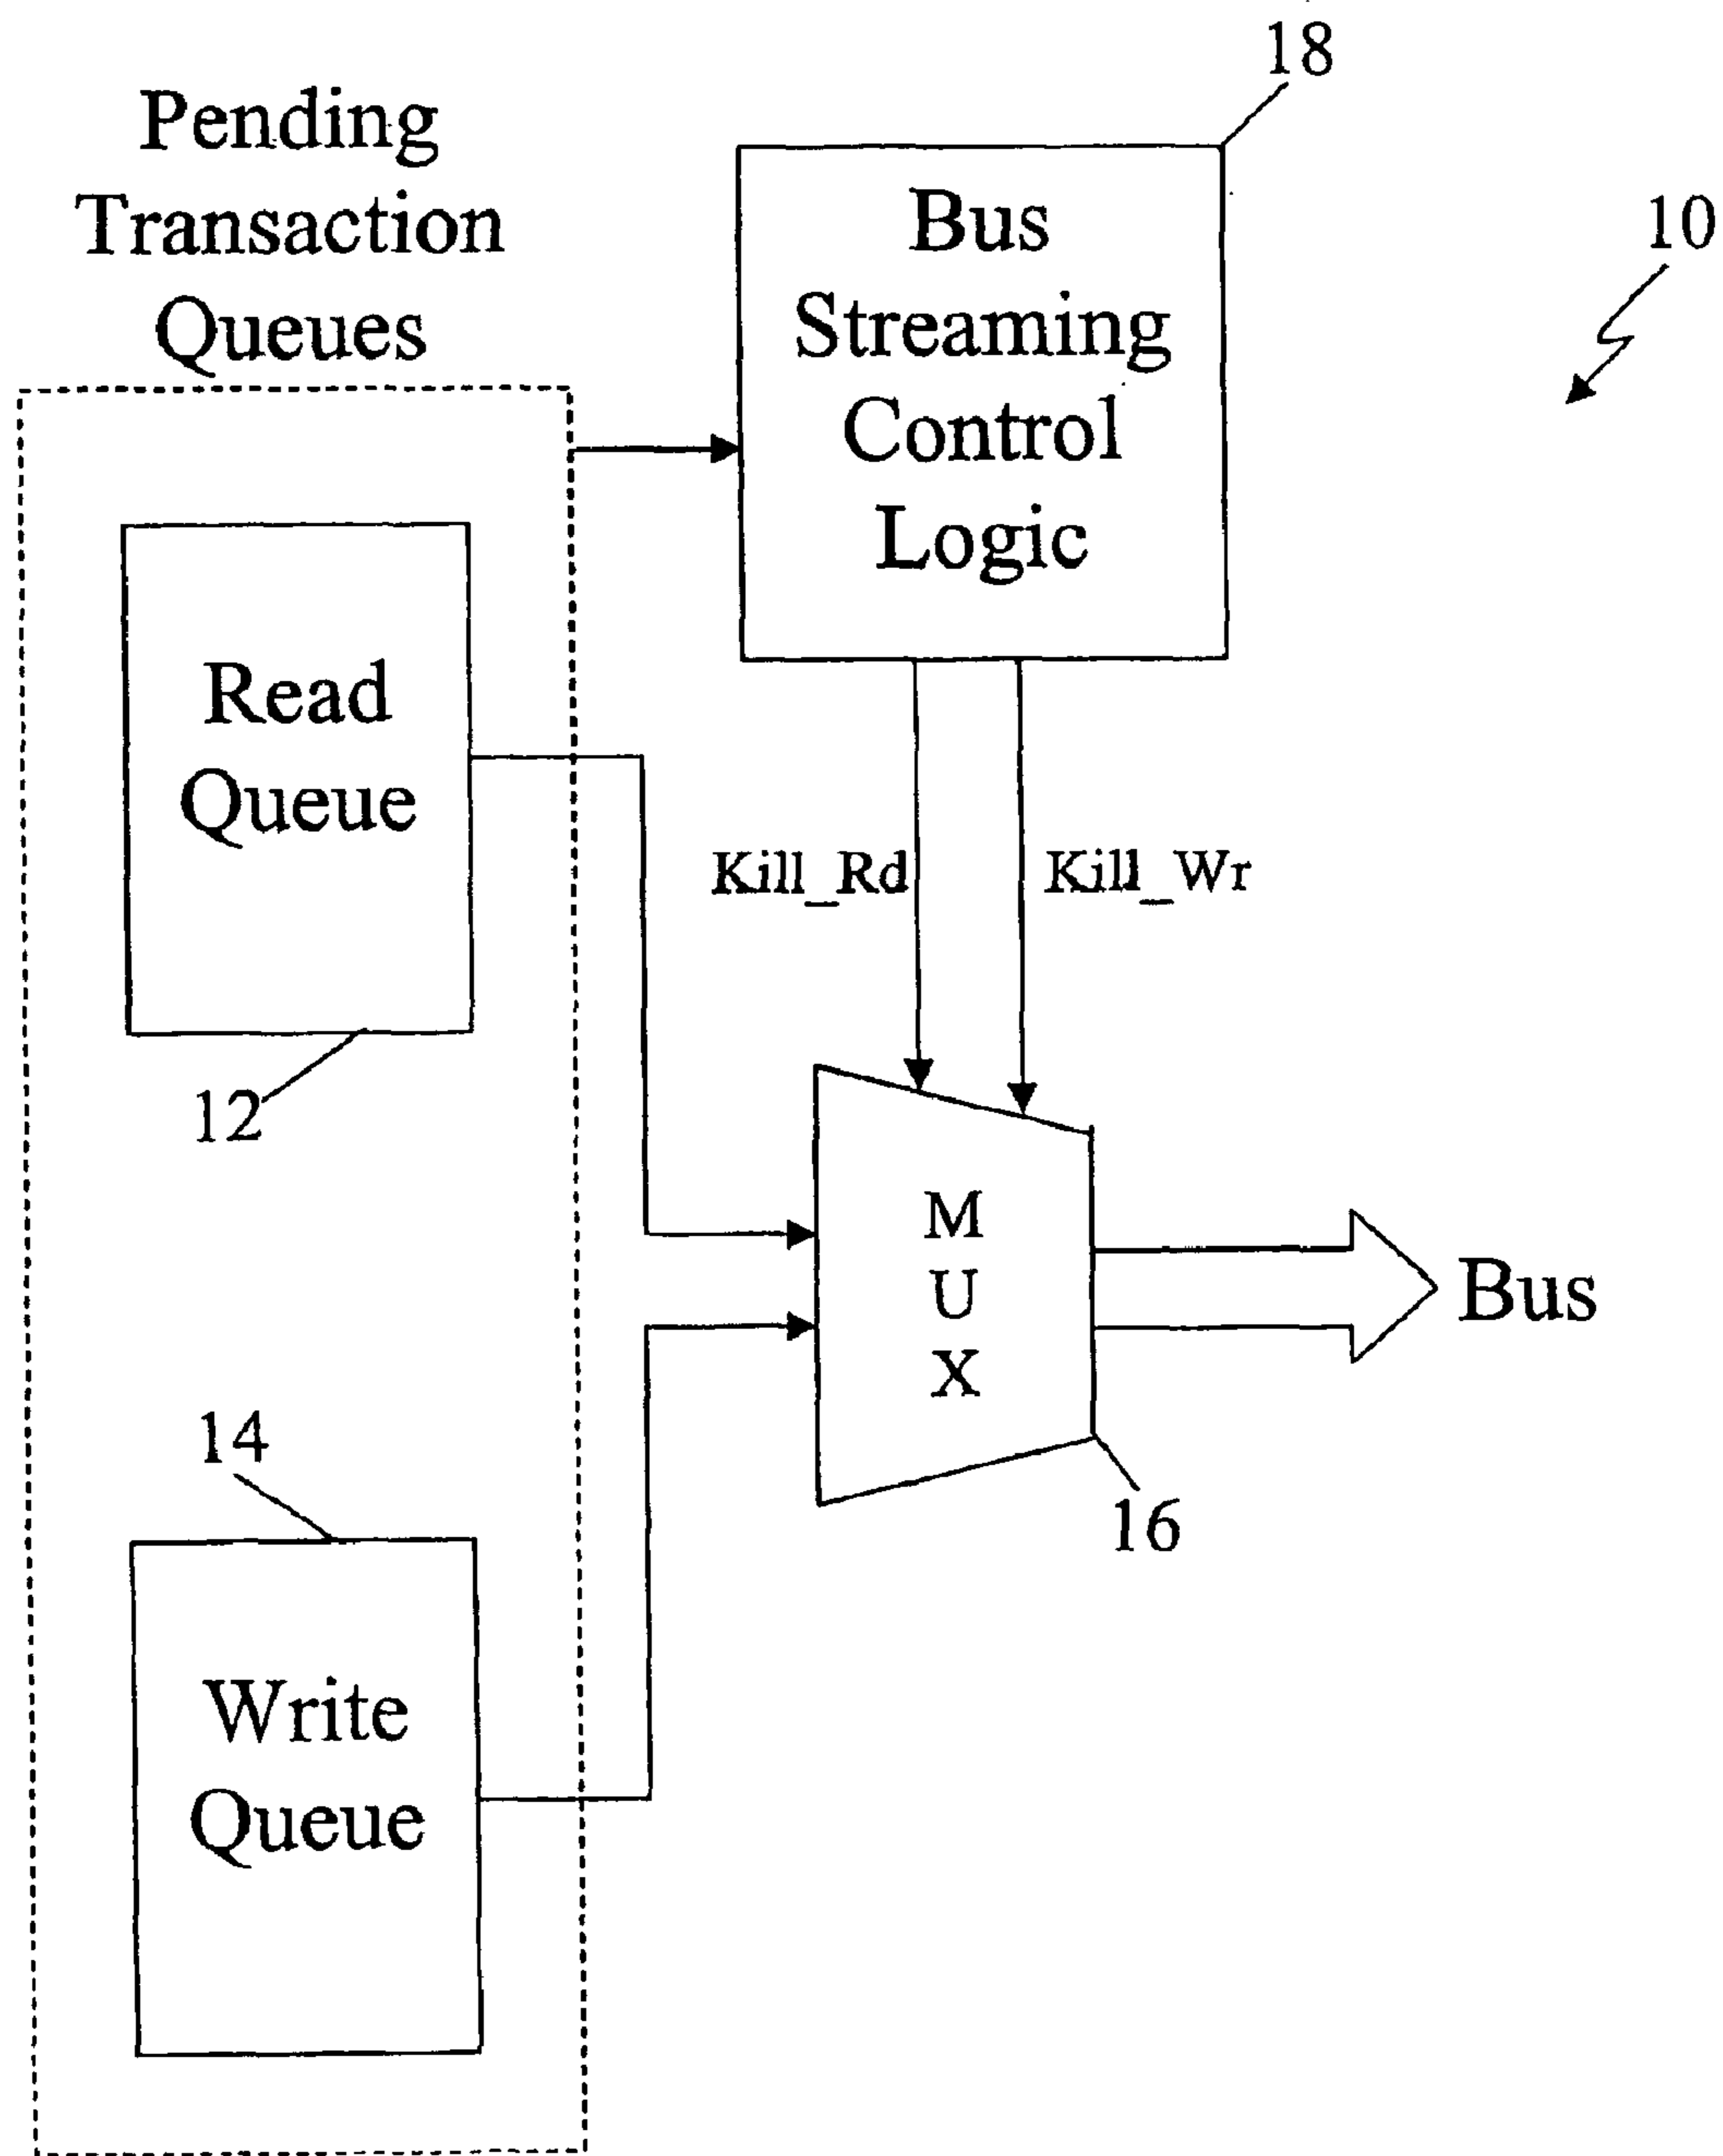 18
Pending
Transaction
Queues
Bus
Streaming
Control
Logic
10
Read
Queue
Kill_Rd
Kill_Wr
12
M
U
X
Bus
14
16
Write
Queue